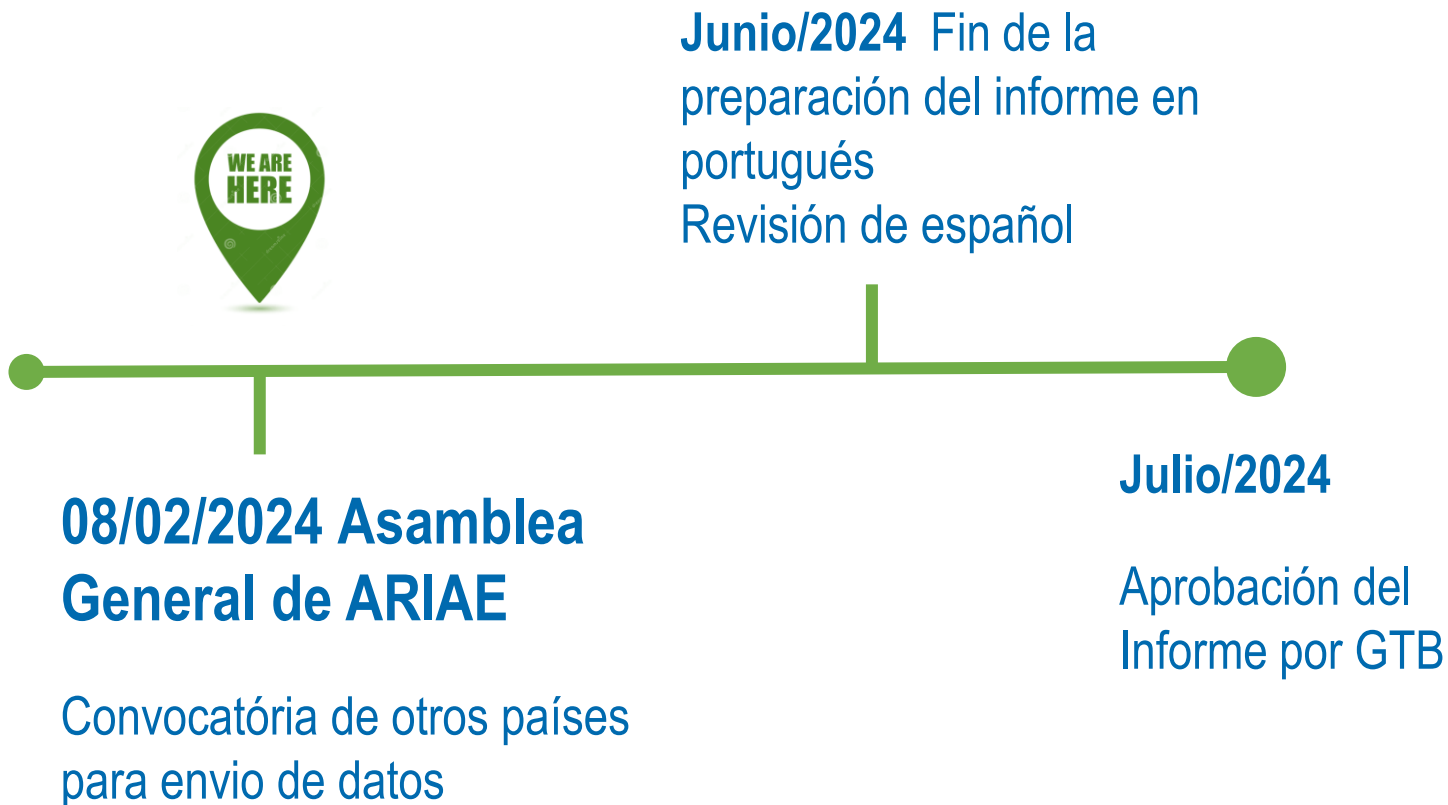 Junio/2024 Fin de la
preparación del informe en
portugués
Revisión de español
WE ARE
HERE
08/02/2024 Asamblea
General de ARIAE
Convocatória de otros países
para envio de datos
Julio/2024
Aprobación del
Informe por GTB